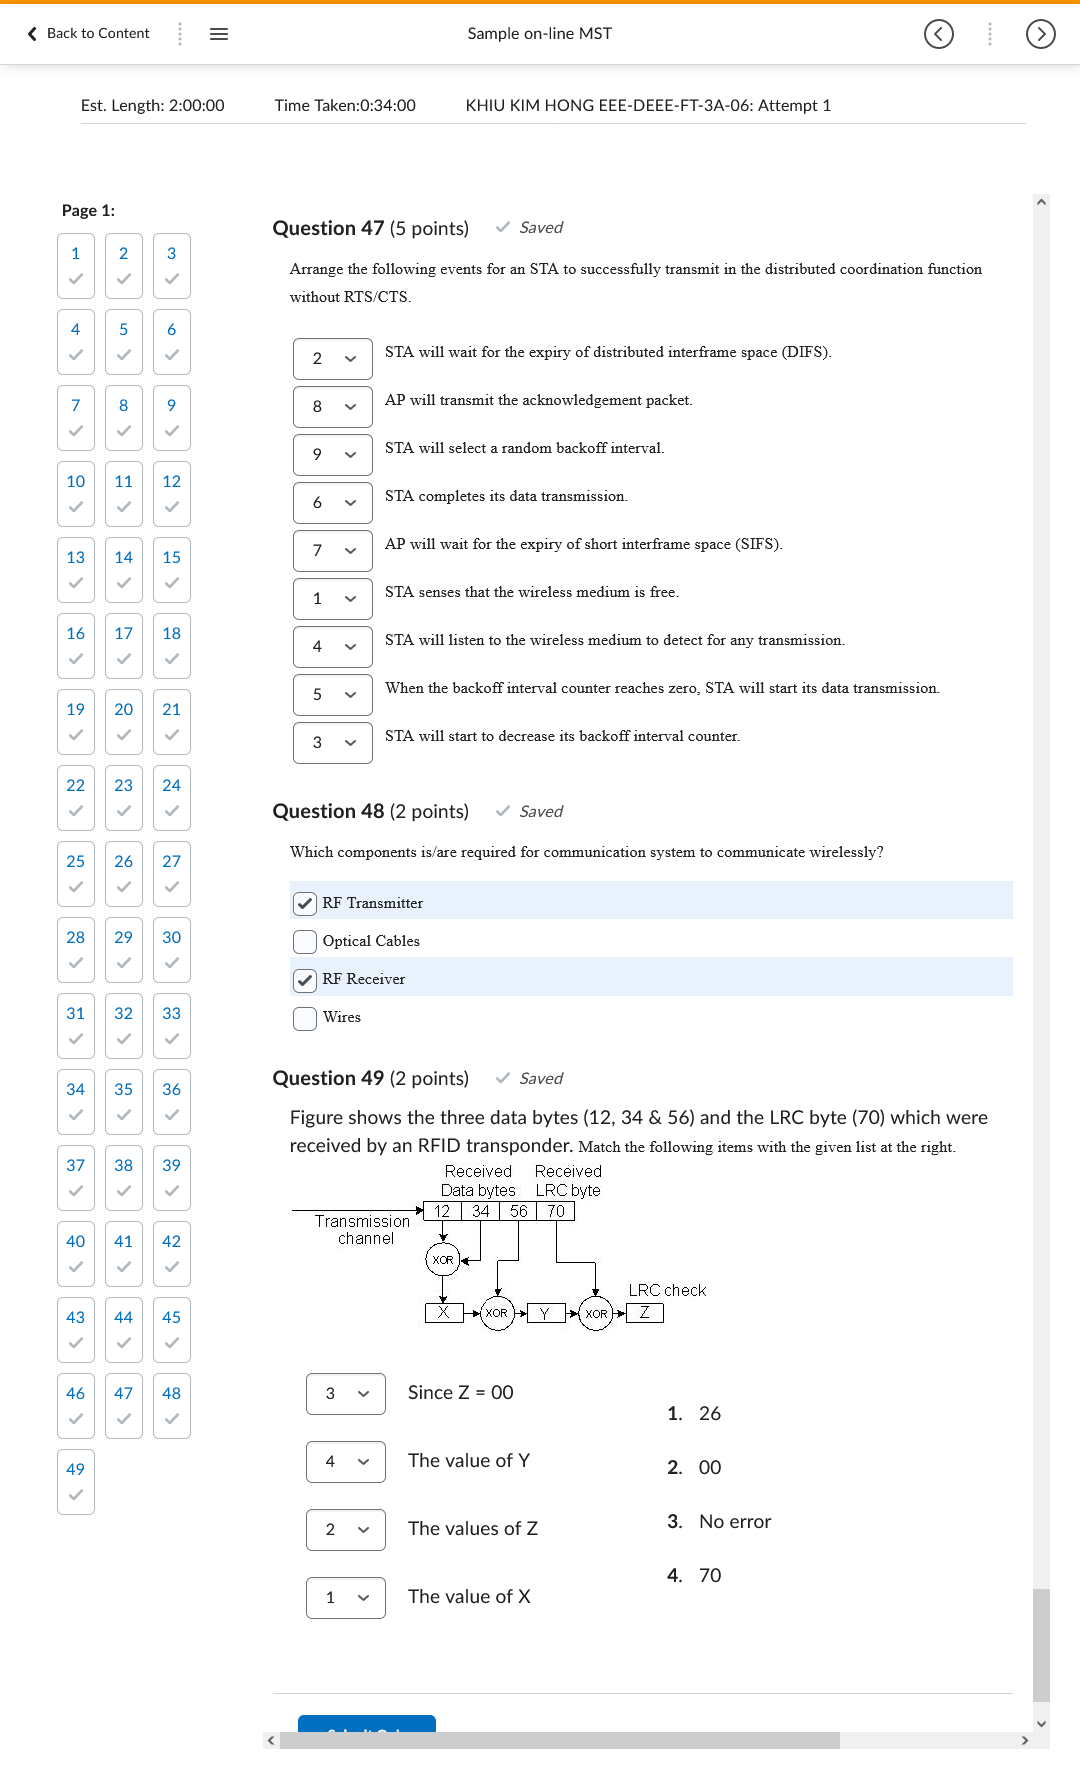 Back to Content
Sample on-line MST
Est. Length: 2:00:00 Time Taken:0:34:00 KHIU KIM HONG EEE-DEEE-FT-3A-06: Attempt 1
Page 1:
1 2 3
4 5 6
7 8 9
10 11 12
13 14 15
16 17 18
19 20 21
22 23 24
25 26 27
28 29 30
31 32 33
34 35 36
37 38 39
40 41 42
43 44 45
46 47 48
49
Question 47 (5 points) Saved
Arrange the following events for an STA to successfully transmit in the distributed coordination function
without RTS/CTS.
2 STA will wait for the expiry of distributed interframe space (DIFS).
8 AP will transmit the acknowledgement packet.
9 STA will select a random backoff interval.
6 STA completes its data transmission.
7 AP will wait for the expiry of short interframe space (SIFS).
1 STA senses that the wireless medium is free.
4 STA will listen to the wireless medium to detect for any transmission.
5 When the backoff interval counter reaches zero, STA will start its data transmission.
3 STA will start to decrease its backoff interval counter.
Question 48 (2 points) Saved
Which components is/are required for communication system to communicate wirelessly?
RF Transmitter
Optical Cables
RF Receiver
Wires
Question 49 (2 points) Saved
Figure shows the three data bytes (12, 34 & 56) and the LRC byte (70) which were
received by an RFID transponder. Match the following items with the given list at the right.
Received Received
Data bytes LRC byte
12 34 56 70
Transmission
channel
XOR
LRC check
X XOR Y XOR Z
3 Since Z = 00
1. 26
4 The value of Y
2. 00
3. No error
2 The values of Z
4. 70
1 The value of X